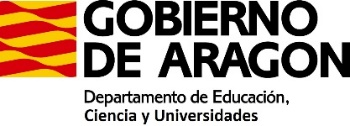 GOBIERNO
DE ARAGON
Departamento de Educación,
Ciencia y Universidades